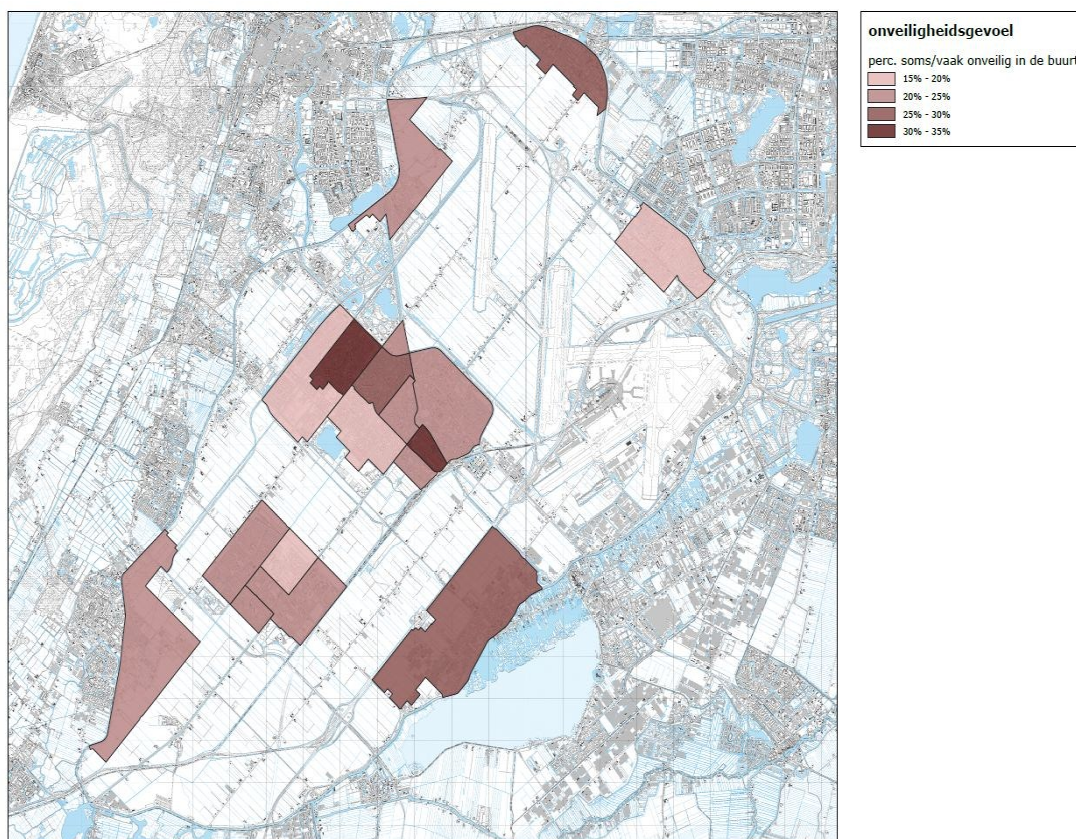 onveiligheidsgevoel
perc. soms/vaak onveilig in de buurt
15% - 20%
20% - 25%
25% - 30%
30% - 35%